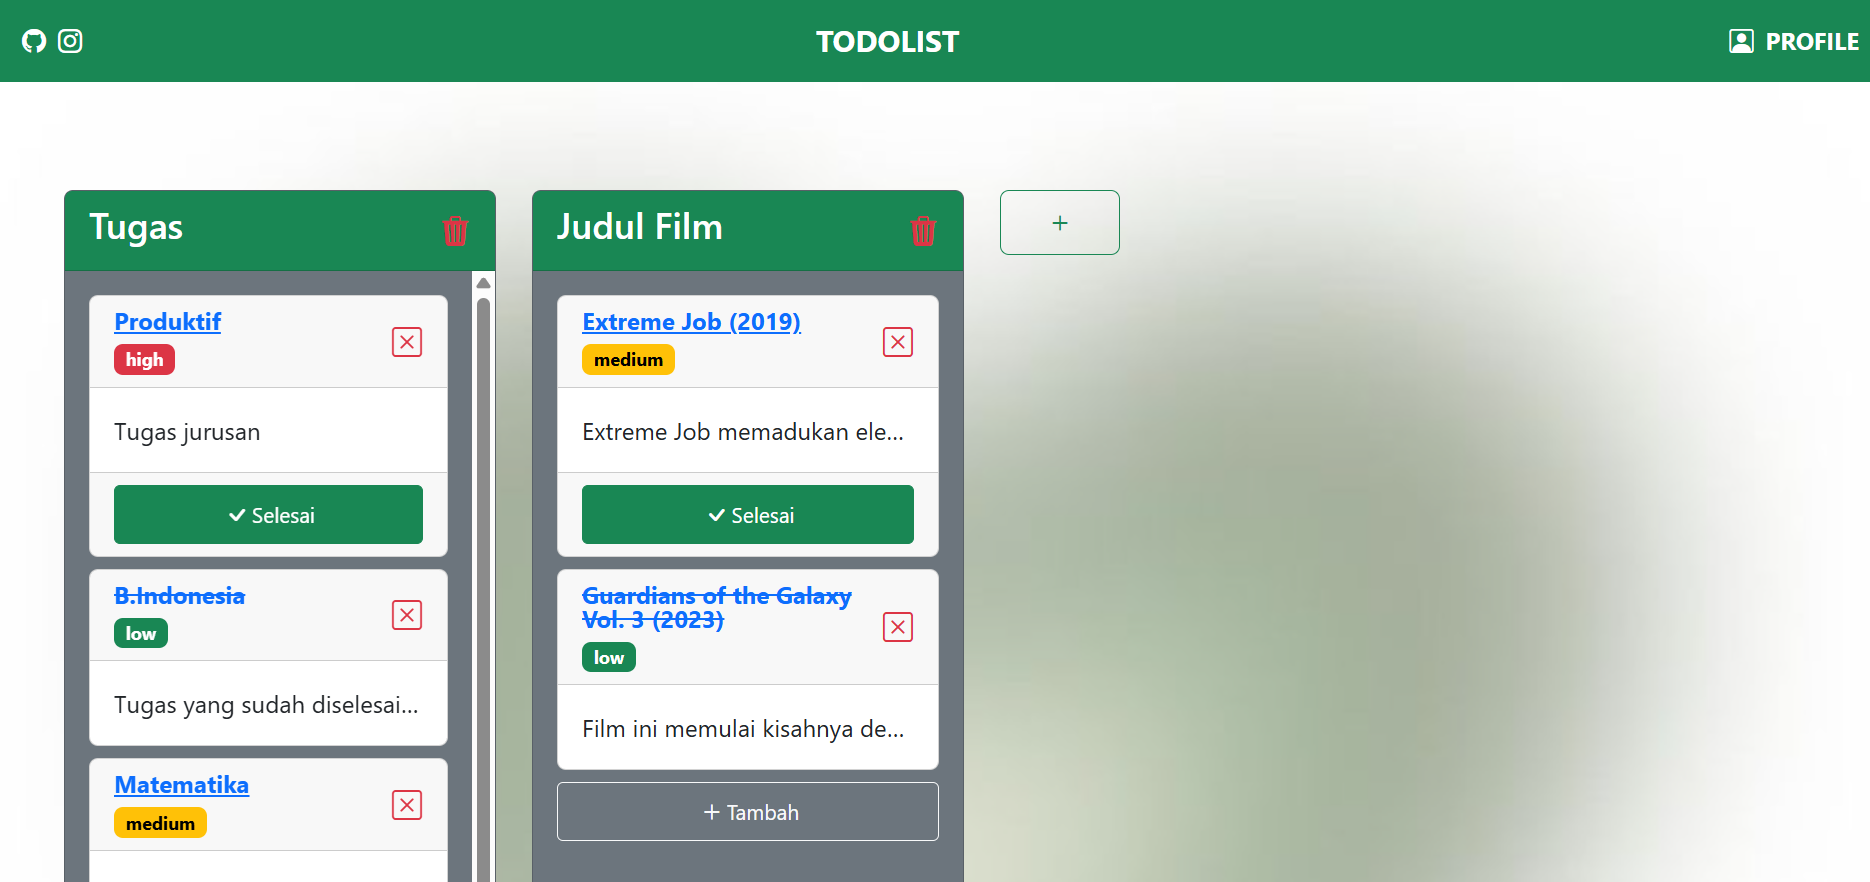 TODOLIST
PROFILE
Tugas
Produktif
high
Tugas jurusan
Selesai
B.Indonesia
low
Tugas yang sudah diselesai...
Matematika
medium
Judul Film
Extreme Job (2019)
medium
Extreme Job memadukan ele...
Selesai
Guardians of the Galaxy
Vol. 3 (2023)
low
Film ini memulai kisahnya de...
+ Tambah
+